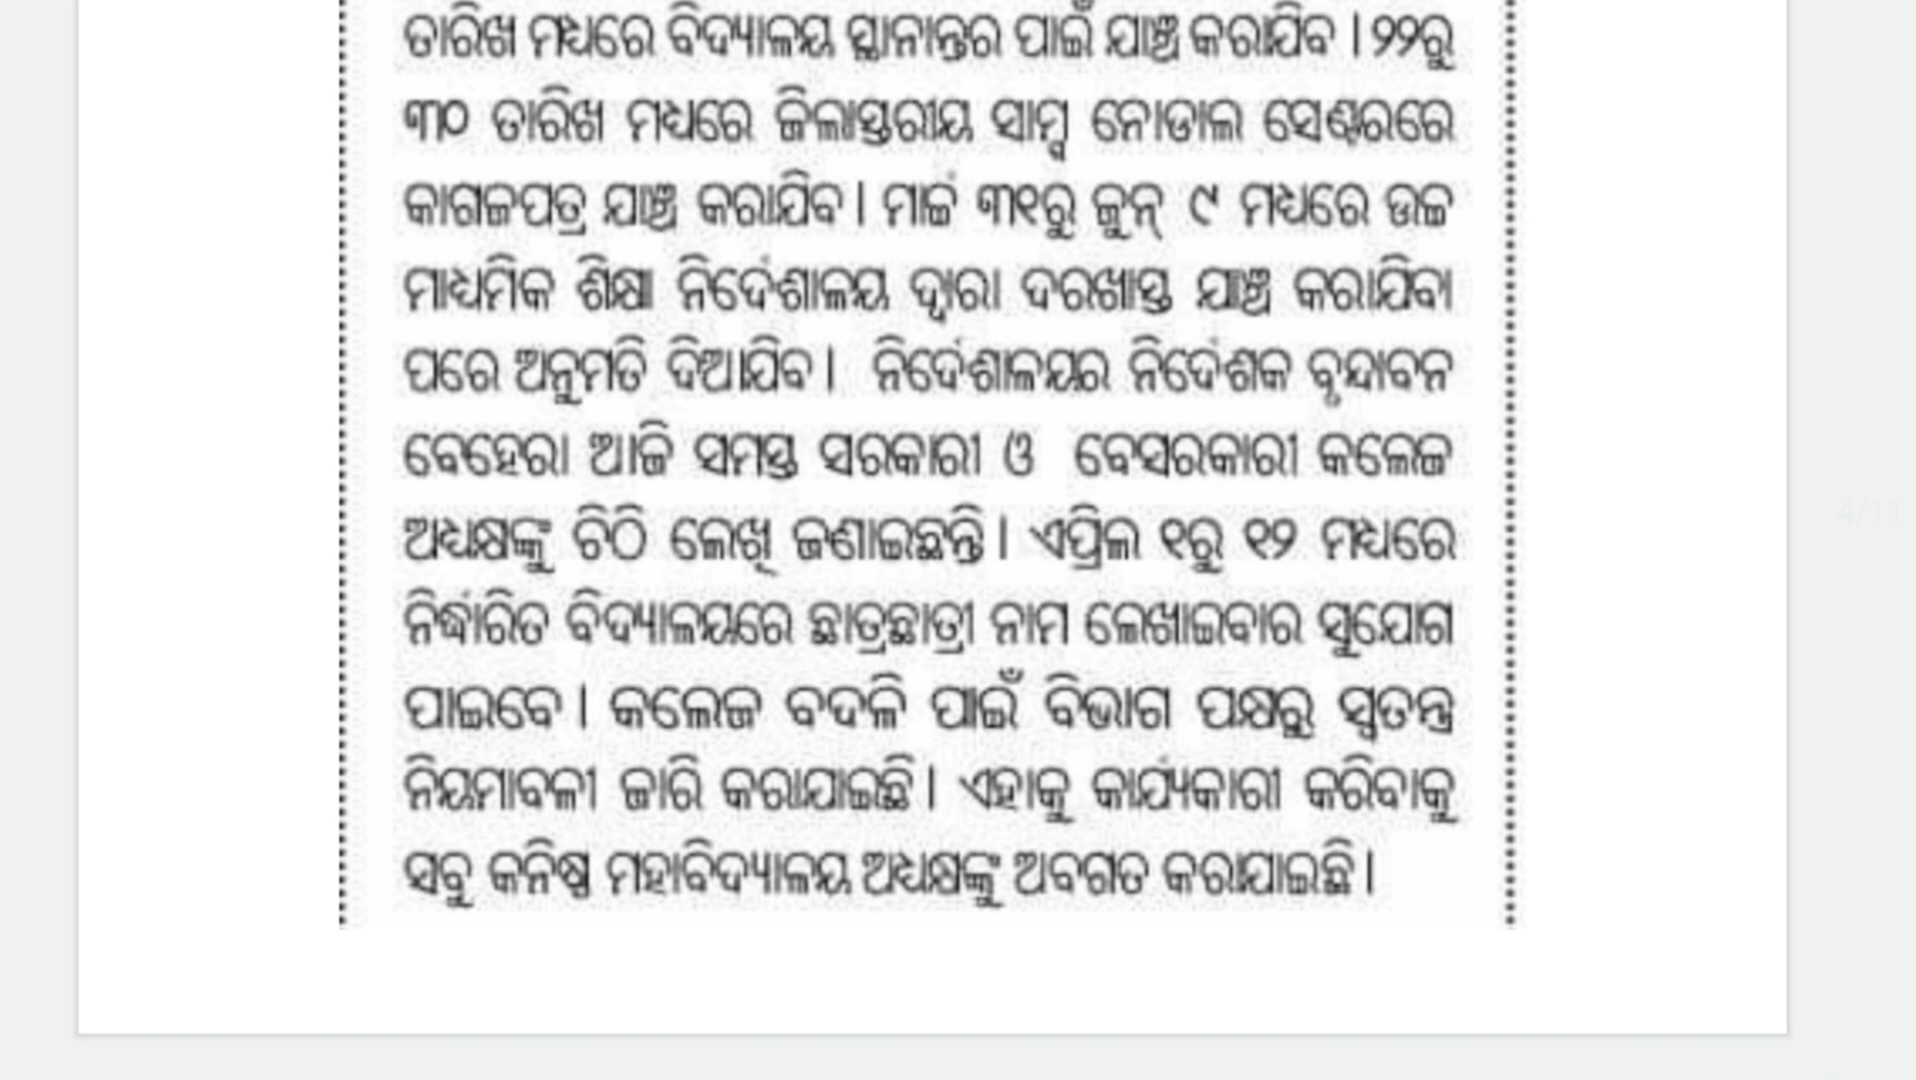 ତାରିଖ ମଧ୍ୟରେ ବିଦ୍ୟାଳୟ ସ୍ଥାନାନ୍ତର ପାଇଁ ଯାଞ୍ଚ କରାଯିବ । ୨୨ରୁ
୩୦ ତାରିଖ ମଧ୍ୟରେ ଜିଲାସ୍ତରୀୟ ସାମ୍ସ ନୋଡାଲ ସେଣ୍ଟରରେ
କାଗଜପତ୍ର ଯାଞ୍ଚ କରାଯିବ । ମାର୍ଚ୍ଚ ୩୧ରୁ ଜୁନ୍ ୯ ମଧ୍ୟରେ ଉଚ୍ଚ
ମାଧ୍ୟମିକ ଶିକ୍ଷା ନିର୍ଦେଶାଳୟ ଦ୍ୱାରା ଦରଖାସ୍ତ ଯାଞ୍ଚ କରାଯିବା
ପରେ ଅନୁମତି ଦିଆଯିବ । ନିର୍ଦେଶାଳୟର ନିର୍ଦେଶକ ବୃନ୍ଦାବନ
ବେହେରା ଆଜି ସମସ୍ତ ସରକାରୀ ଓ ବେସରକାରୀ କଲେଜ
ଅଧ୍ୟକ୍ଷଙ୍କୁ ଚିଠି ଲେଖି ଜଣାଇଛନ୍ତି । ଏପ୍ରିଲ ୧ରୁ ୧୨ ମଧ୍ୟରେ
ନିର୍ଦ୍ଧାରିତ ବିଦ୍ୟାଳୟରେ ଛାତ୍ରଛାତ୍ରୀ ନାମ ଲେଖାଇବାର ସୁଯୋଗ
ପାଇବେ । କଲେଜ ବଦଳି ପାଇଁ ବିଭାଗ ପକ୍ଷରୁ ସ୍ୱତନ୍ତ୍ର
ନିୟମାବଳୀ ଜାରି କରାଯାଇଛି । ଏହାକୁ କାର୍ଯ୍ୟକାରୀ କରିବାକୁ
ସବୁ କନିଷ୍ଠ ମହାବିଦ୍ୟାଳୟ ଅଧ୍ୟକ୍ଷଙ୍କୁ ଅବଗତ କରାଯାଇଛି ।
4/11